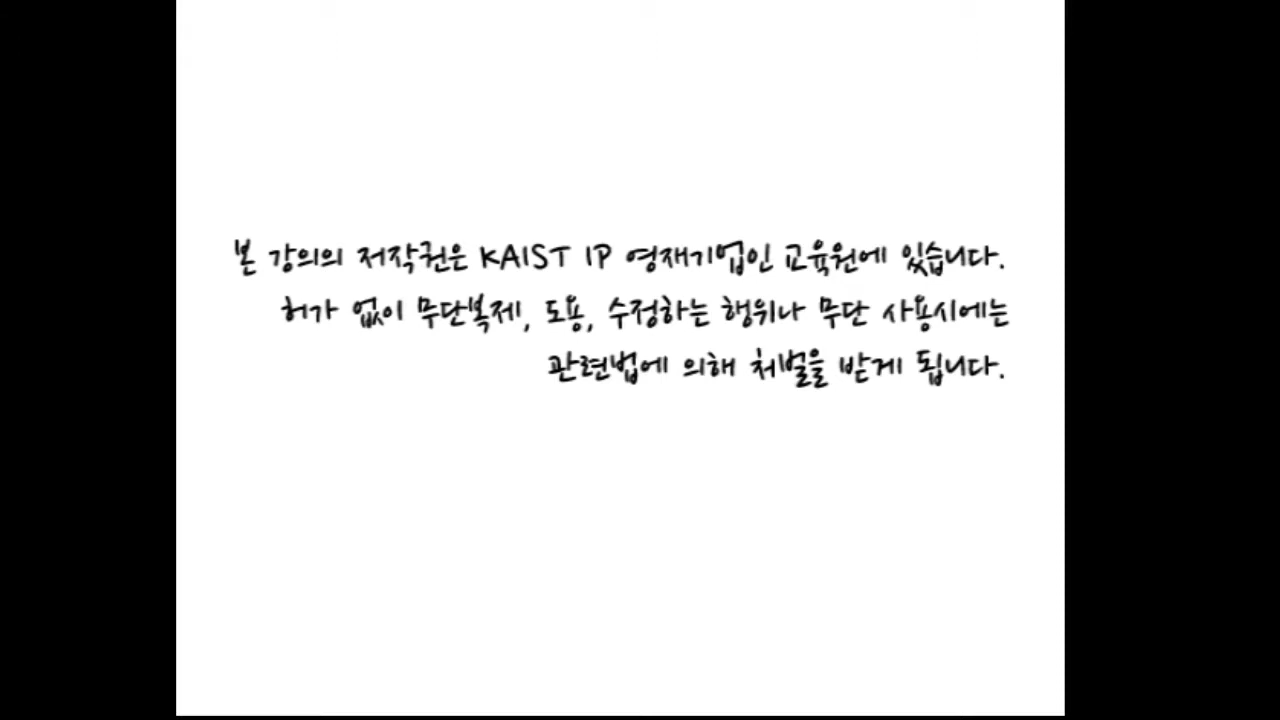 본 강의의 저작권은 KAIST IP 영재기업인 교육원에 있습니다.
허가 없이 무단복제, 도용, 수정하는 행위나 무단 사용시에는
관련법에 의해 처벌을 받게 됩니다.